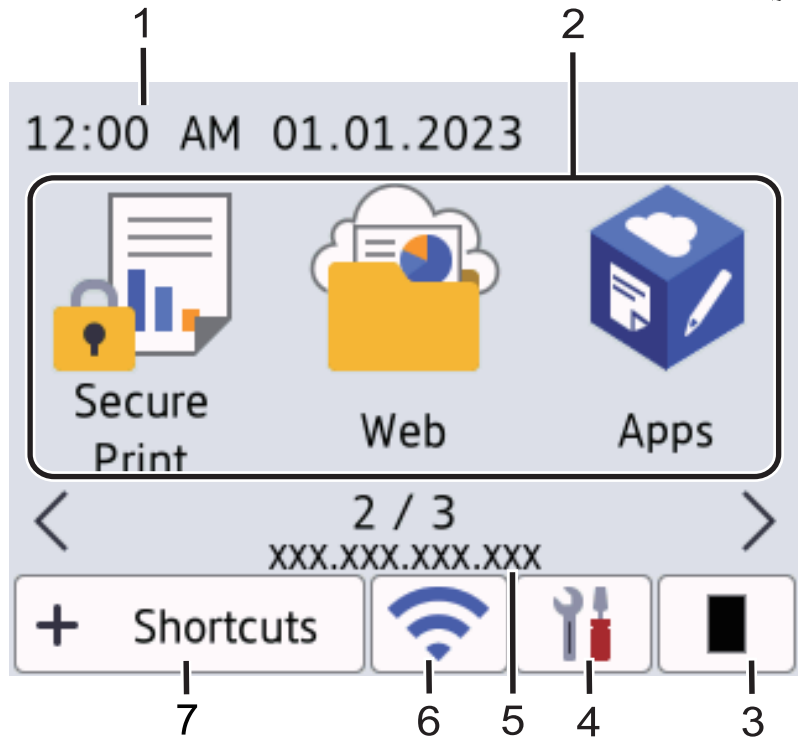 1 2
12:00 AM 01.01.2023
Secure
Print
Web
Apps
2 / 3
XXX.XXX.XXX.XXX
+ Shortcuts
7 6 5 4 3